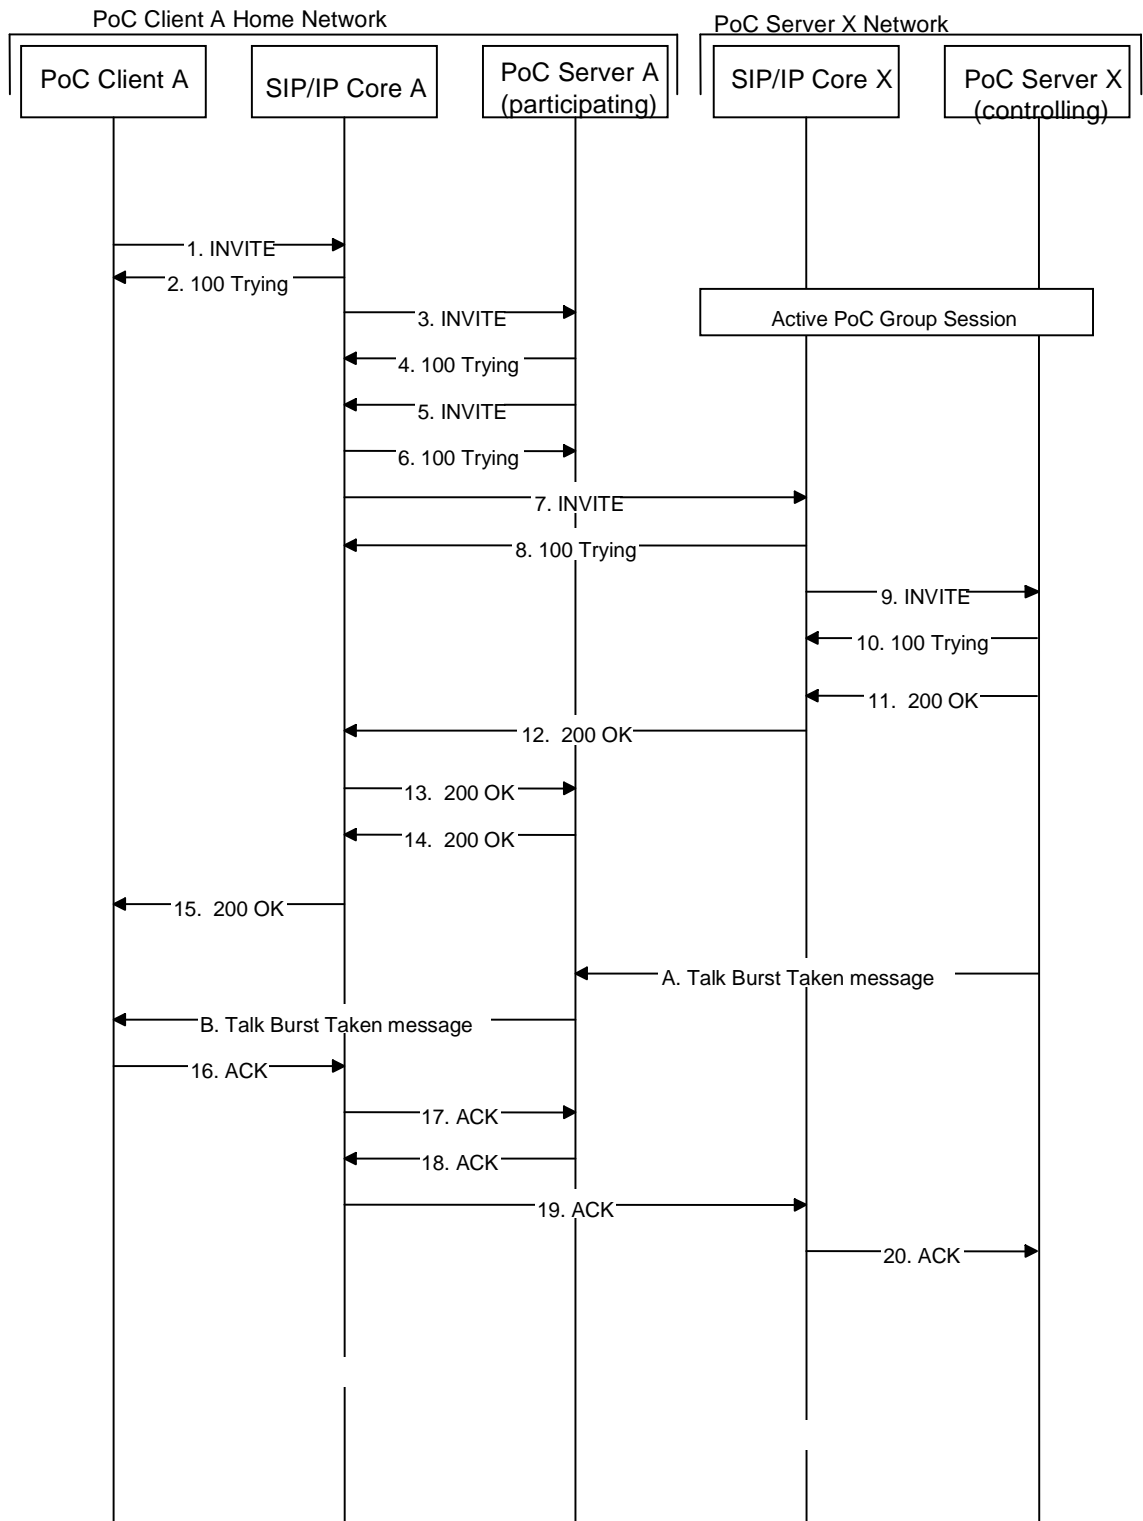 PoC Client A Home Network
PoC Server X Network
PoC Client A
SIP/IP Core A
PoC Server A
(participating)
SIP/IP Core X
PoC Server X
(controlling)
1. INVITE
2. 100 Trying
3. INVITE
Active PoC Group Session
4. 100 Trying
5. INVITE
6. 100 Trying
7. INVITE
8. 100 Trying
9. INVITE
10. 100 Trying
11. 200 OK
12. 200 OK
13. 200 OK
14. 200 OK
15. 200 OK
A. Talk Burst Taken message
B. Talk Burst Taken message
16. ACK
17. ACK
18. ACK
19. ACK
20. ACK